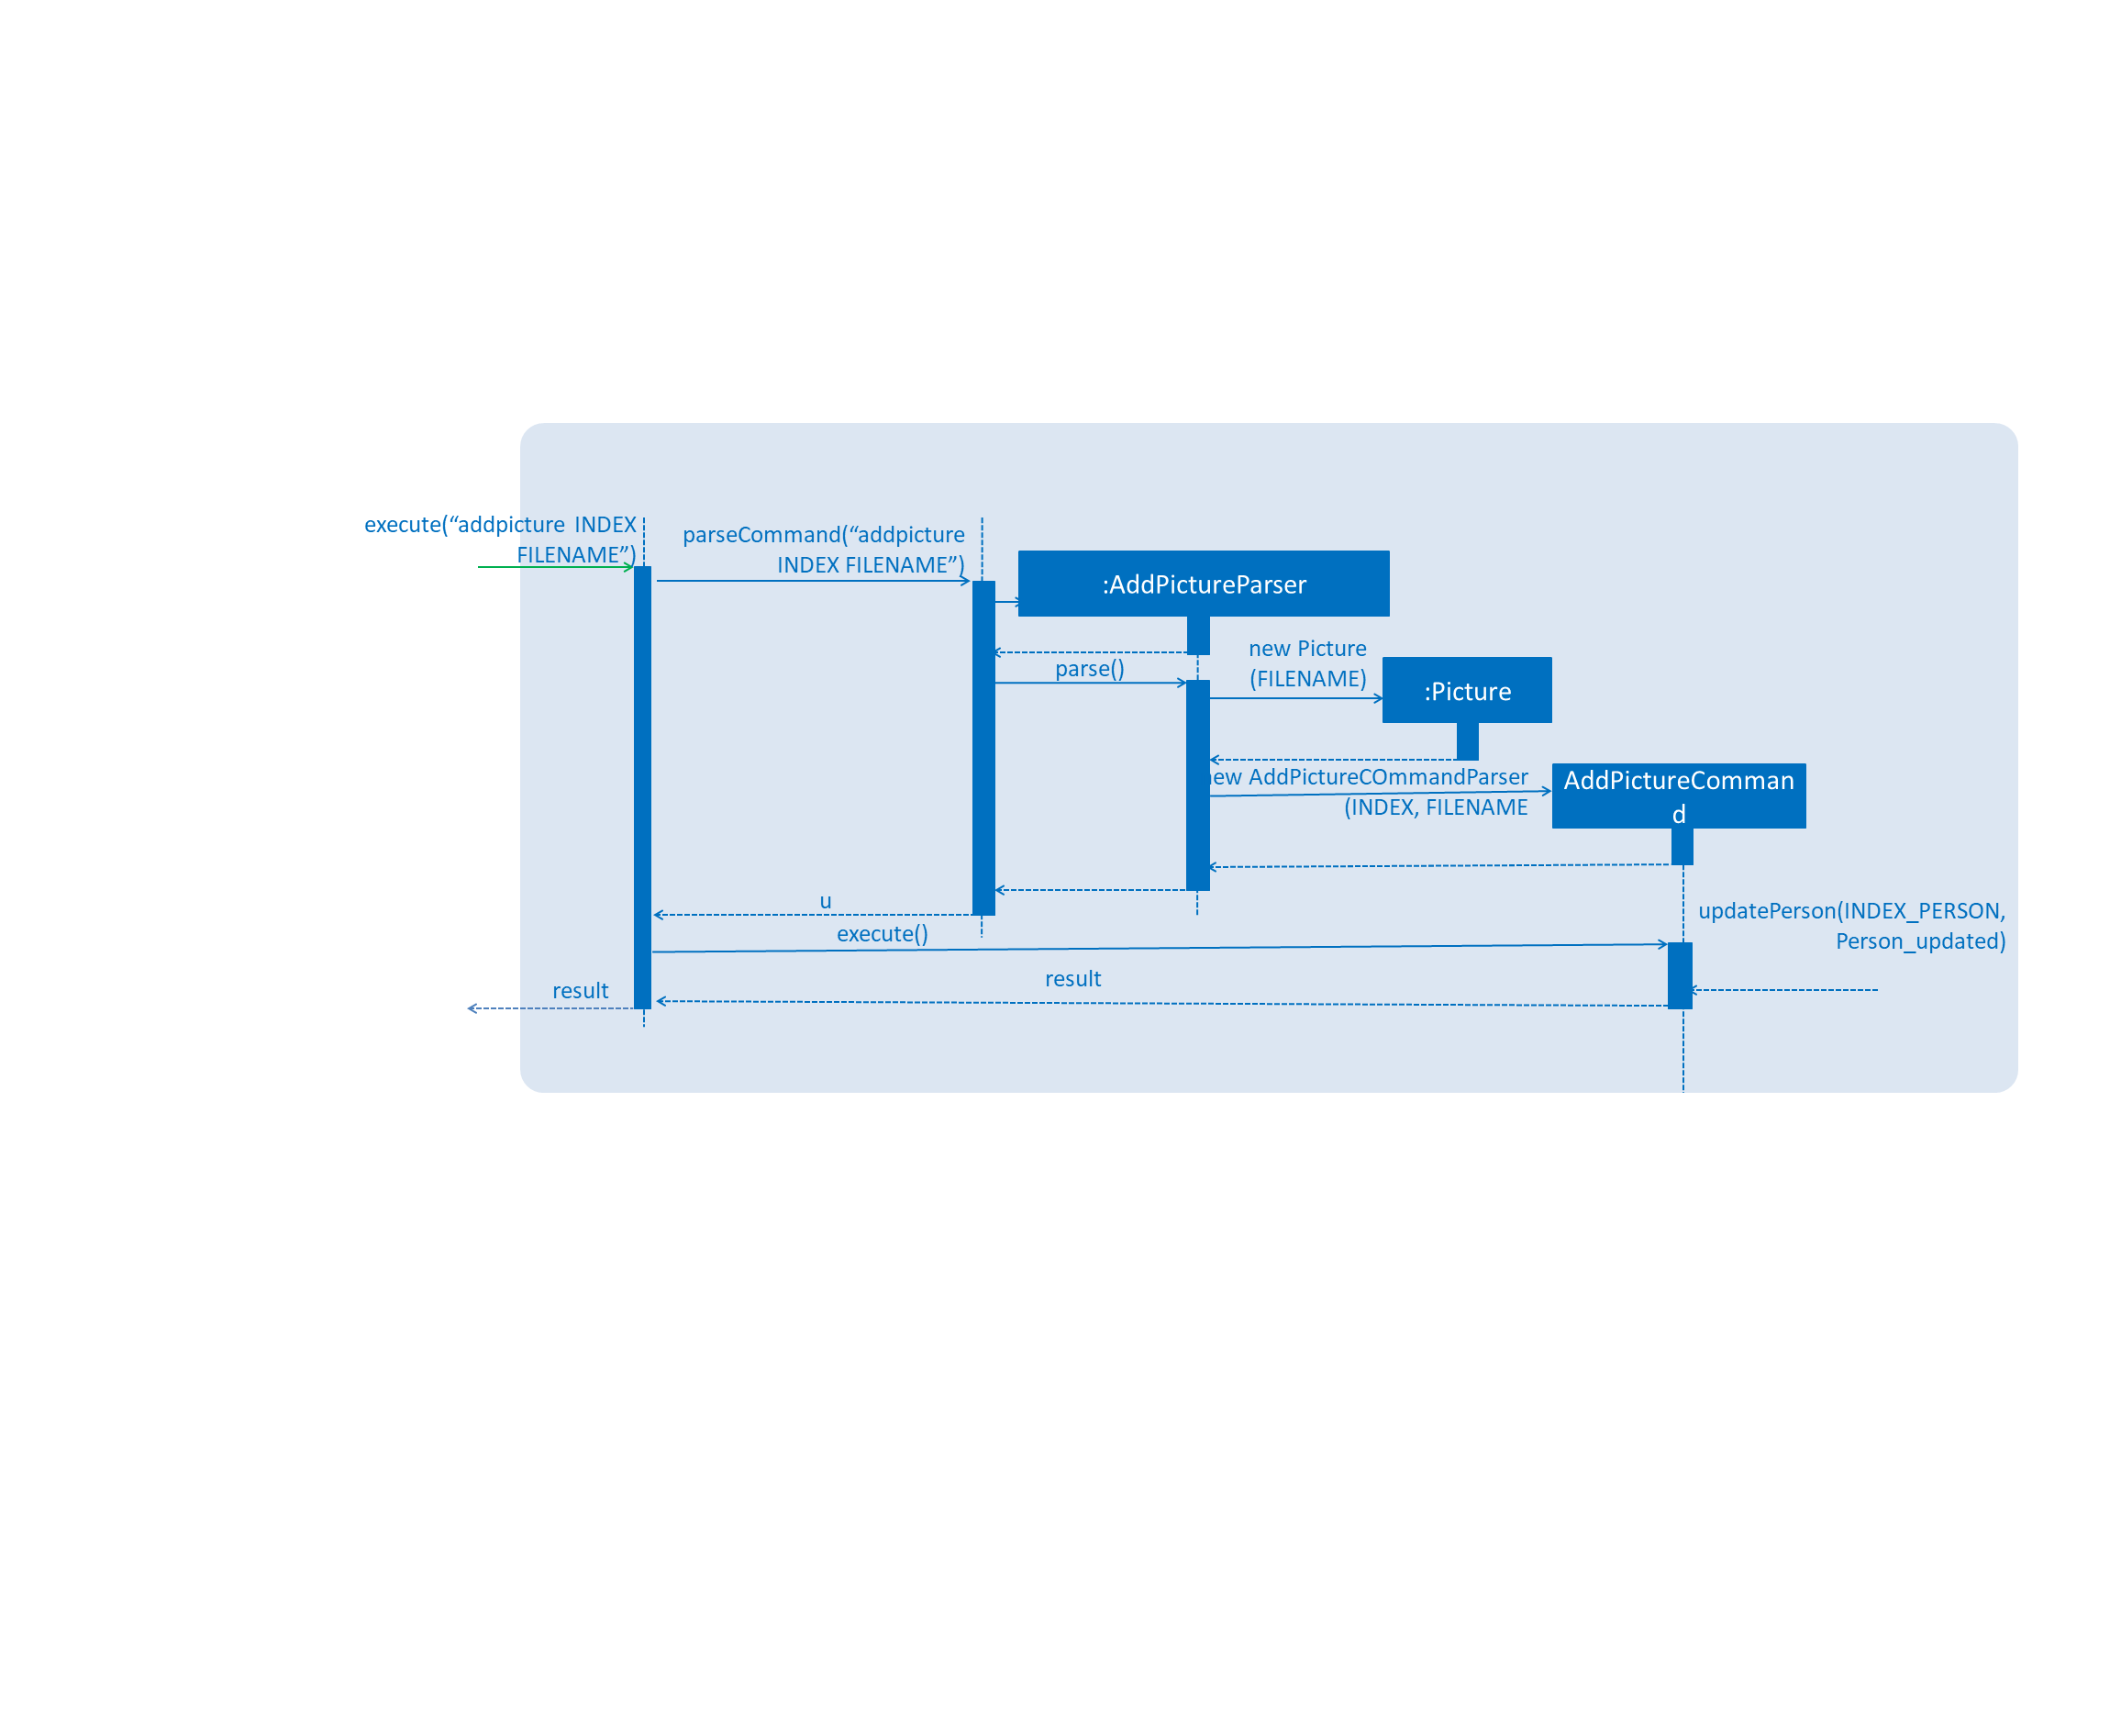 execute(“addpicture INDEX
FILENAME”)
parseCommand(“addpicture
INDEX FILENAME”)
:AddPictureParser
new Picture
(FILENAME)
parse()
:Picture
new AddPictureCOmmandParser
(INDEX, FILENAME
AddPictureComman
d
u
updatePerson(INDEX_PERSON,
Person_updated)
execute()
result
result